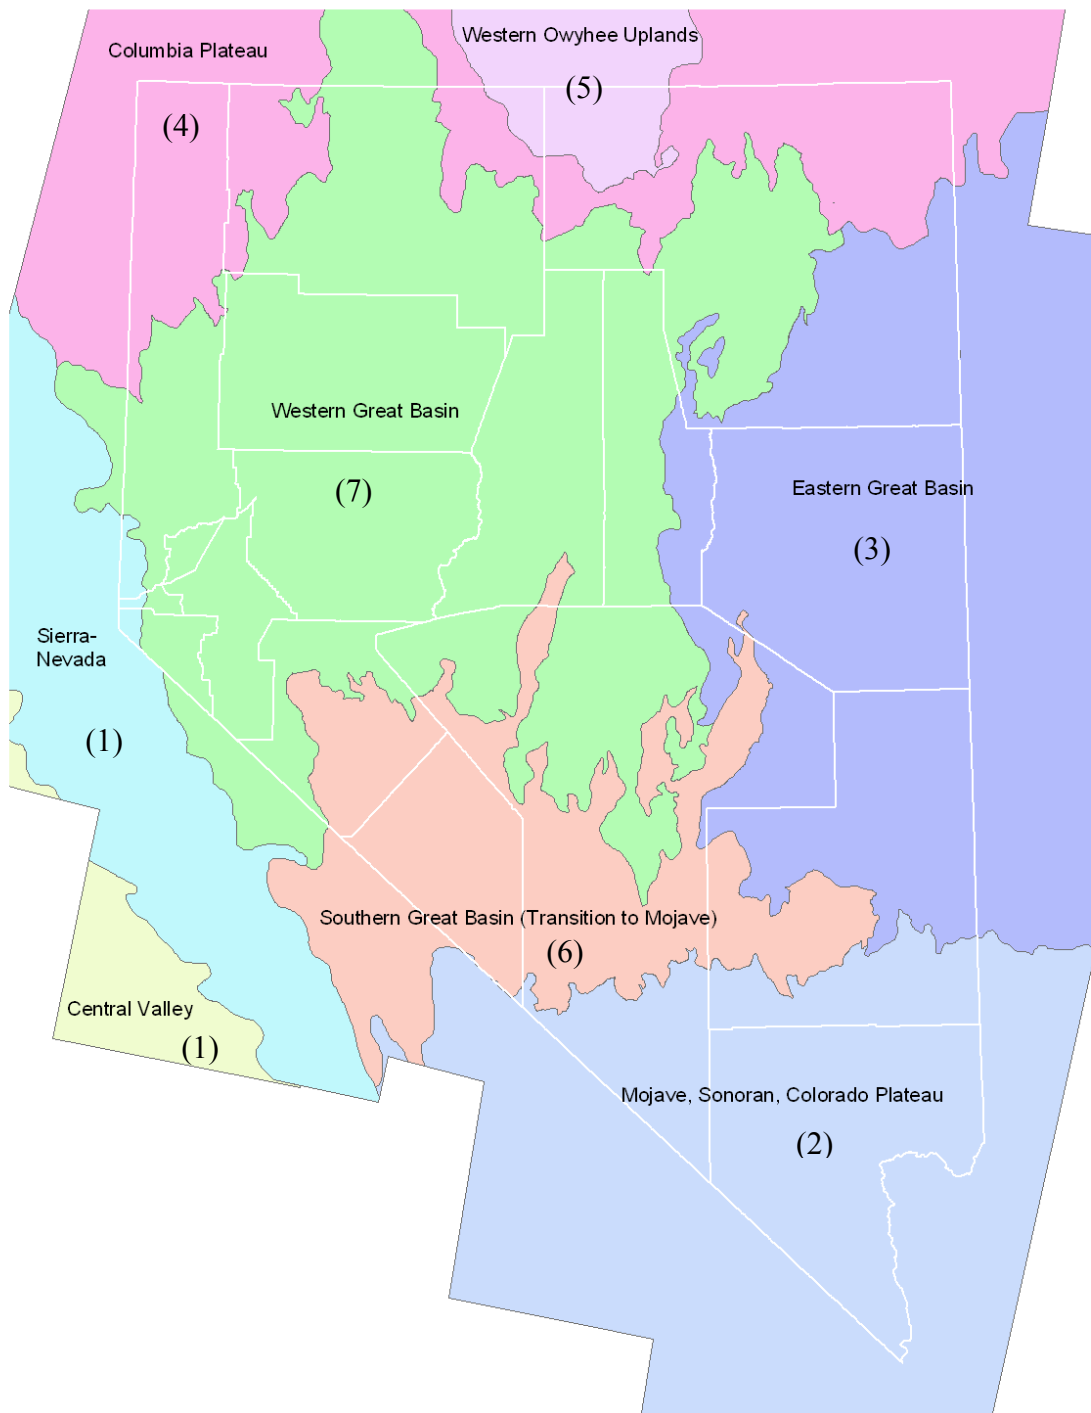 Western Owyhee Uplands
Columbia Plateau
(5)
(4)
Western Great Basin
(7)
Eastern Great Basin
(3)
Sierra-
Nevada
(1)
Southern Great Basin (Transition to Mojave)
(6)
Central Valley
(1)
Mojave, Sonoran, Colorado Plateau
(2)